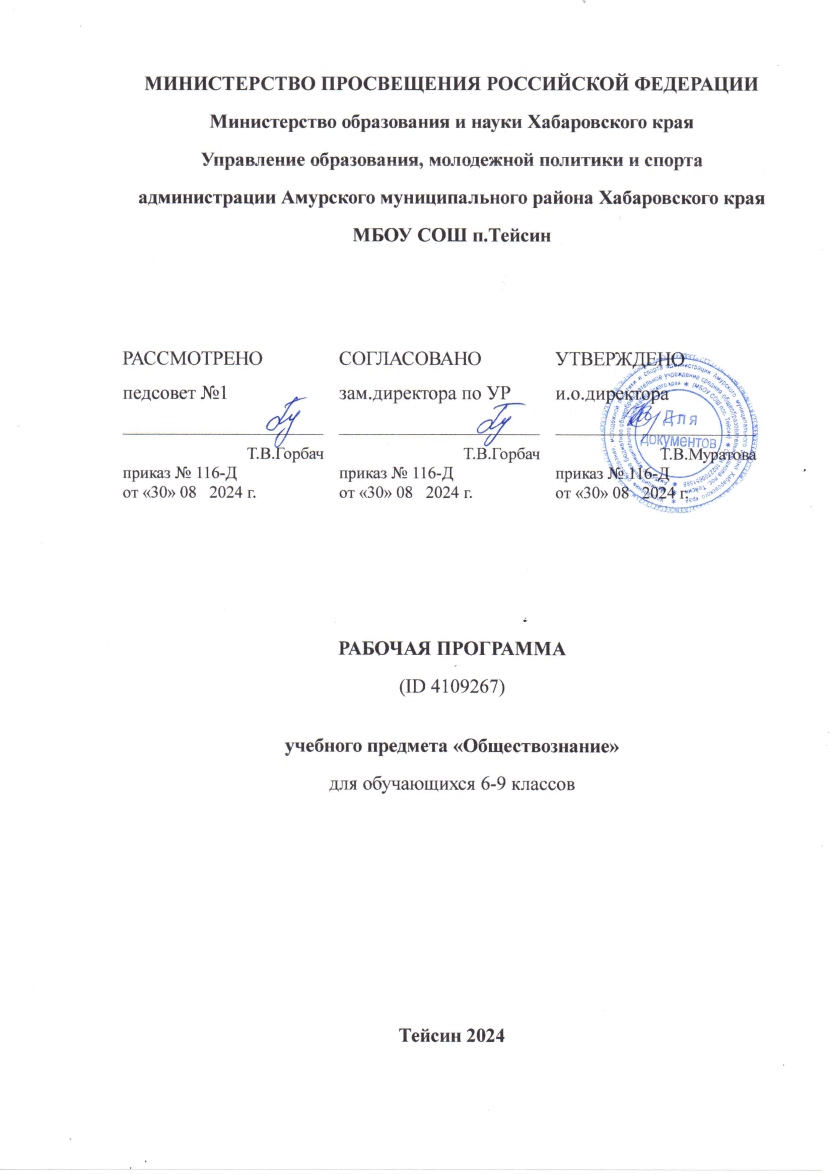 МИНИСТЕРСТВО ПРОСВЕЩЕНИЯ РОССИЙСКОЙ ФЕДЕРАЦИИ
Министерство образования и науки Хабаровского края
Управление образования, молодежной политики и спорта
администрации Амурского муниципального района Хабаровского края
МБОУ СОШ п.Тейсин
РАССМОТРЕНО
педсовет №1
Т.В.Горбач
приказ № 116-Д
от «30» 08 2024 г.
СОГЛАСОВАНО
зам.директора по УР
Т.В.Горбач
приказ № 116-Д
от «30» 08 2024 г.
УТВЕРЖДЕНО
и.о.директора
Т.В.Муратова
приказ № 116-Д
от «30» 08 2024 г.
Для
документов
РАБОЧАЯ ПРОГРАММА
(ID 4109267)
учебного предмета «Обществознание»
для обучающихся 6-9 классов
Тейсин 2024